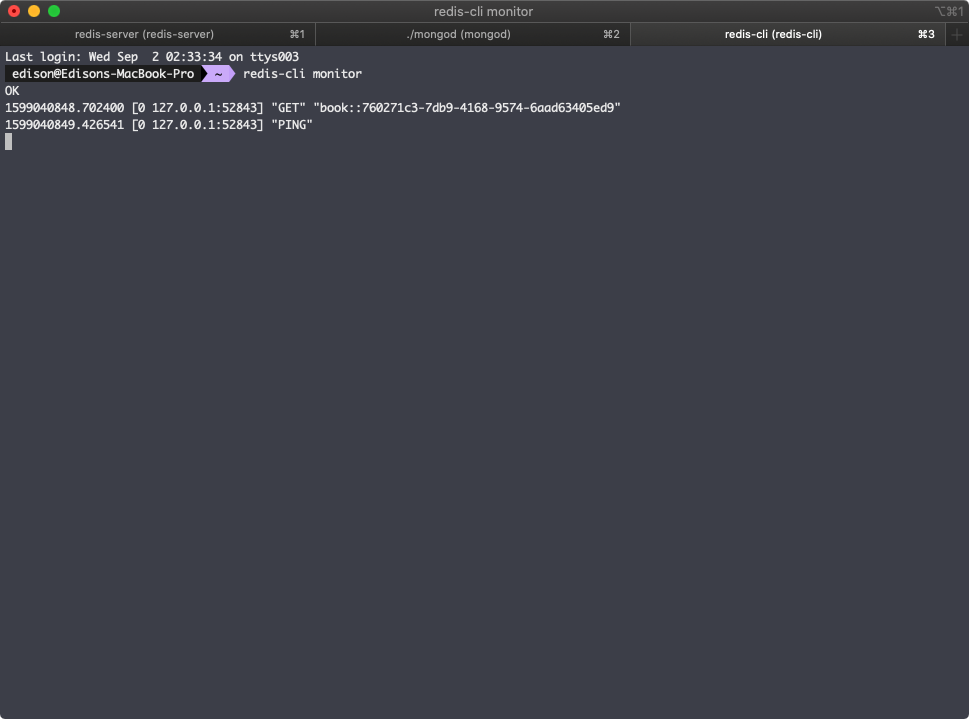 redis-cli monitor
⌥⌘1
redis-server (redis-server) ⌘1
./mongod (mongod) ⌘2
redis-cli (redis-cli) ⌘3
Last login: Wed Sep  2 02:33:34 on ttys003
edison@Edisons-MacBook-Pro ~ redis-cli monitor
OK
1599040848.702400 [0 127.0.0.1:52843] "GET" "book::760271c3-7db9-4168-9574-6aad63405ed9"
1599040849.426541 [0 127.0.0.1:52843] "PING"